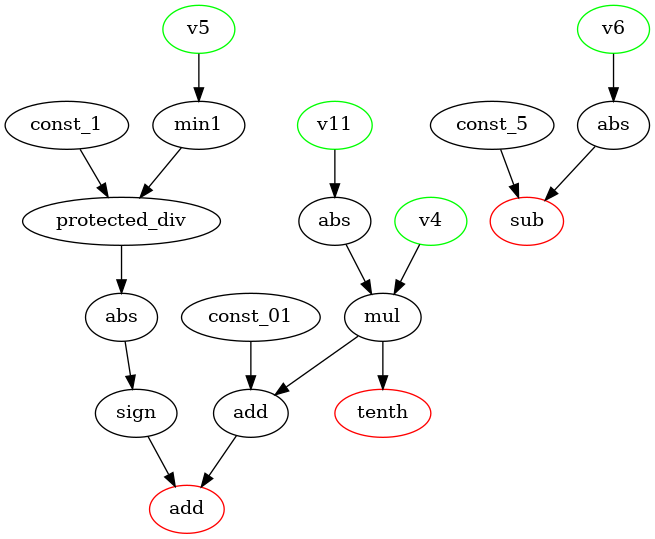 v5
v6
const_1
min1
v11
const_5
abs
protected_div
abs
v4
sub
abs
const_01
mul
sign
add
tenth
add